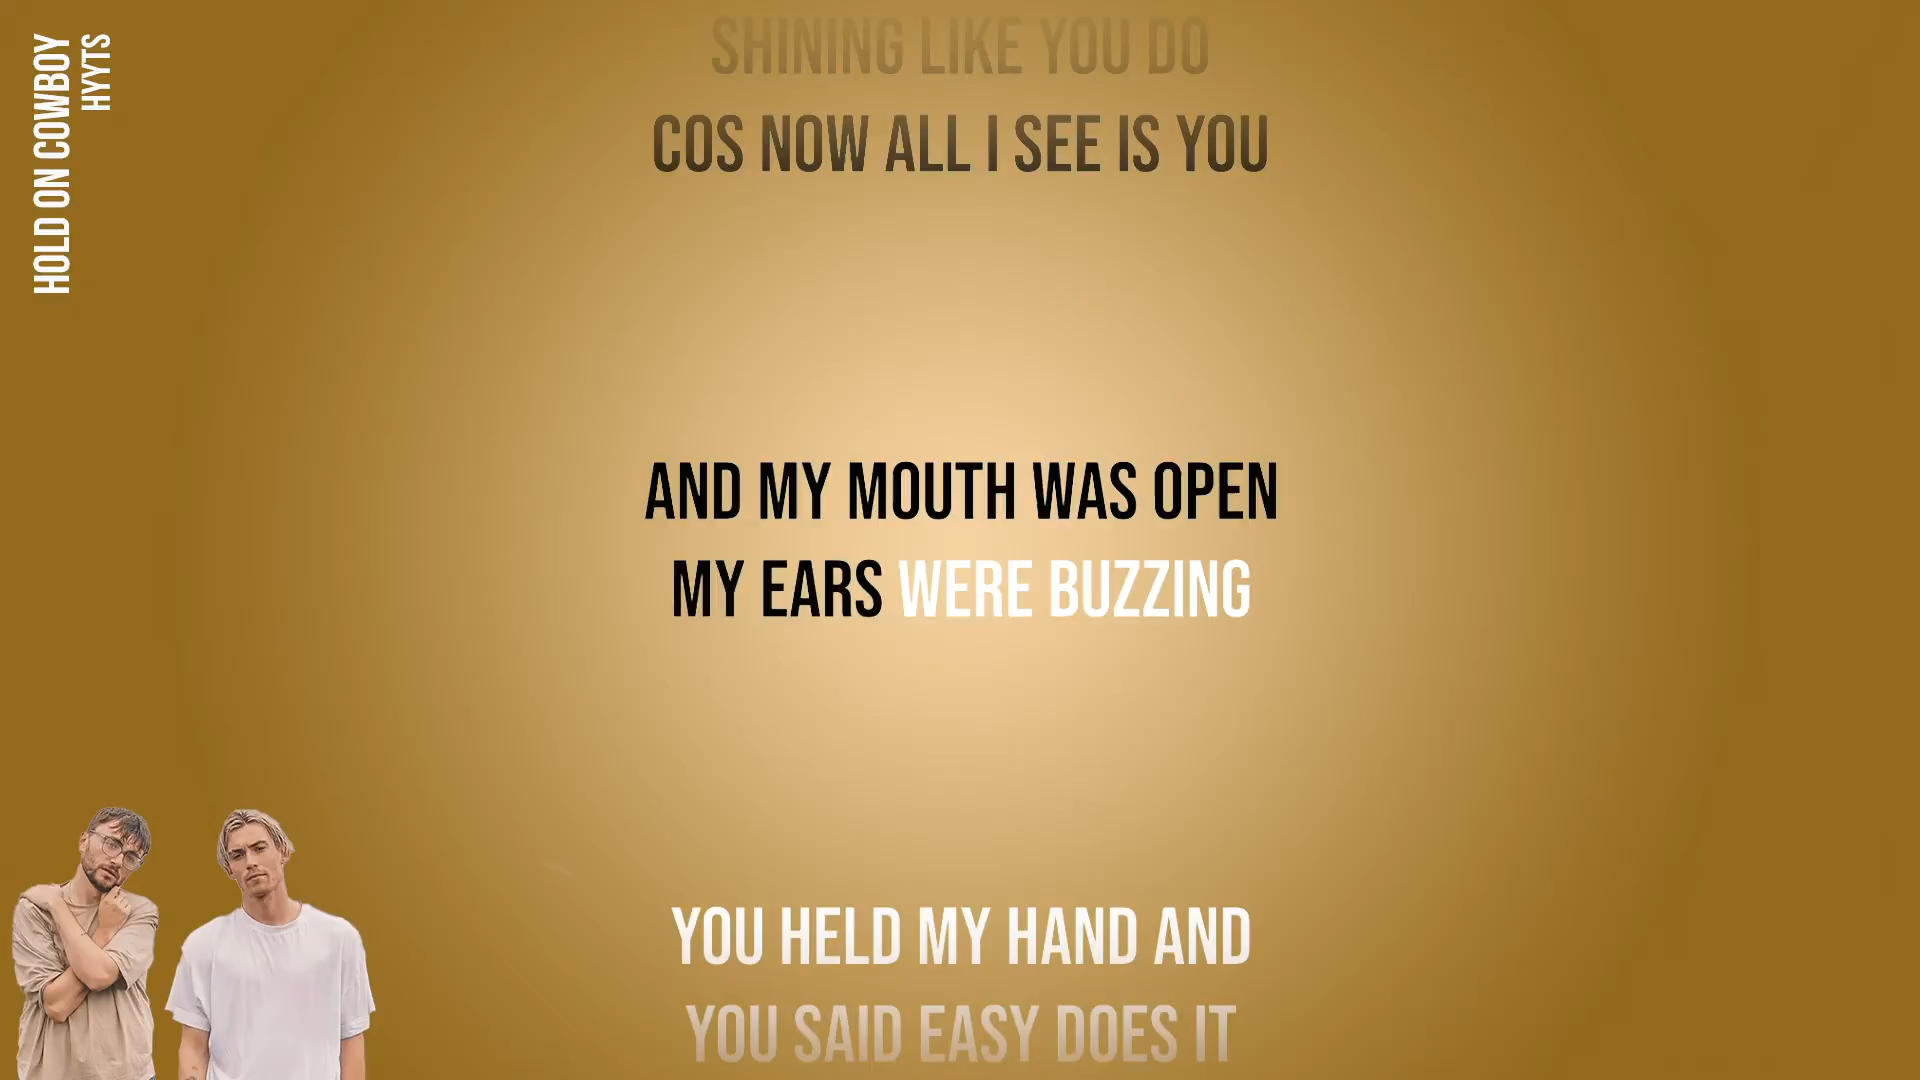 HOLD ON COWBOY
HYYTS
SHINING LIKE YOU DO
COS NOW ALL I SEE IS YOU
AND MY MOUTH WAS OPEN
MY EARS WERE BUZZING
YOU HELD MY HAND AND
YOU SAID EASY DOES IT